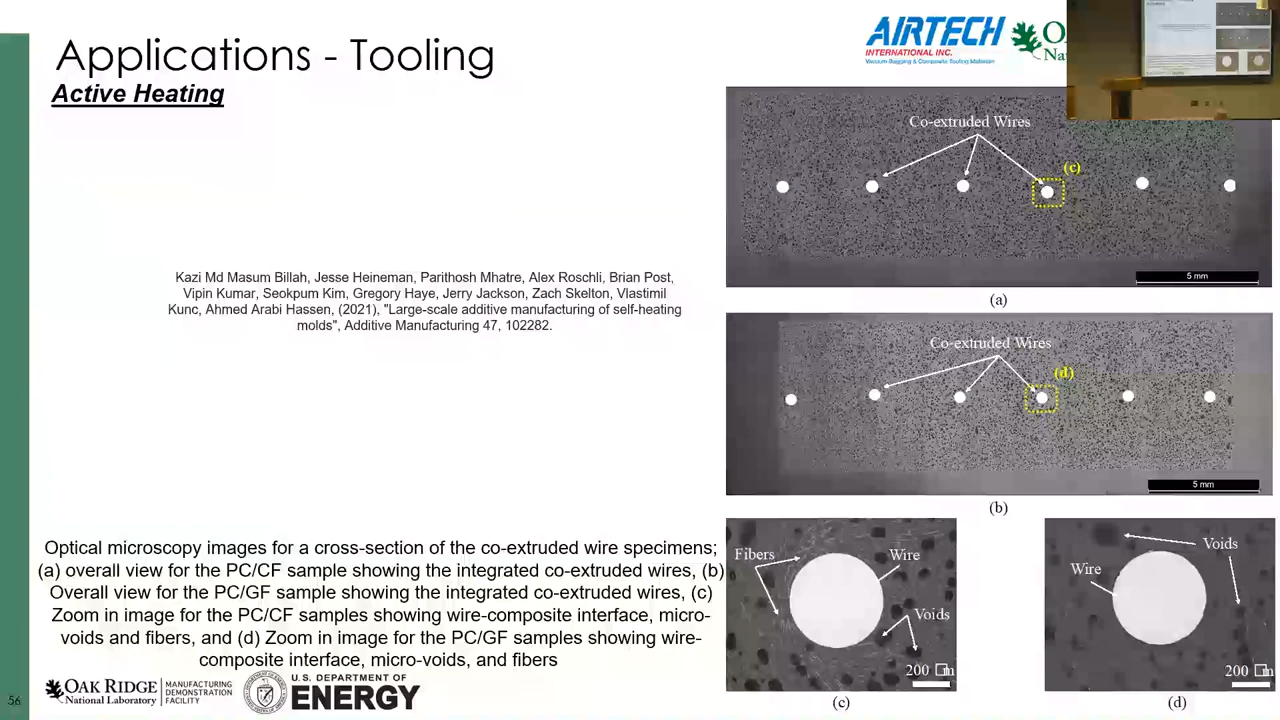 Applications - Tooling
Active Heating
AIRTECH
INTERNATIONAL INC.
Vacuum Bagging & Composite Tooling Materials
Co-extruded Wires
(c)
5 mm
(a)
Kazi Md Masum Billah, Jesse Heineman, Parithosh Mhatre, Alex Roschli, Brian Post,
Vipin Kumar, Seokpum Kim, Gregory Haye, Jerry Jackson, Zach Skelton, Vlastimil
Kunc, Ahmed Arabi Hassen, (2021), "Large-scale additive manufacturing of self-heating
molds", Additive Manufacturing 47, 102282.
Co-extruded Wires
(d)
5 mm
(b)
Optical microscopy images for a cross-section of the co-extruded wire specimens;
(a) overall view for the PC/CF sample showing the integrated co-extruded wires, (b)
Overall view for the PC/GF sample showing the integrated co-extruded wires, (c)
Zoom in image for the PC/CF samples showing wire-composite interface, micro-
voids and fibers, and (d) Zoom in image for the PC/GF samples showing wire-
composite interface, micro-voids, and fibers
Fibers
Wire
Voids
200 □m
(c)
Voids
Wire
200 □m
(d)
OAK RIDGE
National Laboratory
MANUFACTURING
DEMONSTRATION
FACILITY
U.S. DEPARTMENT OF
ENERGY
56